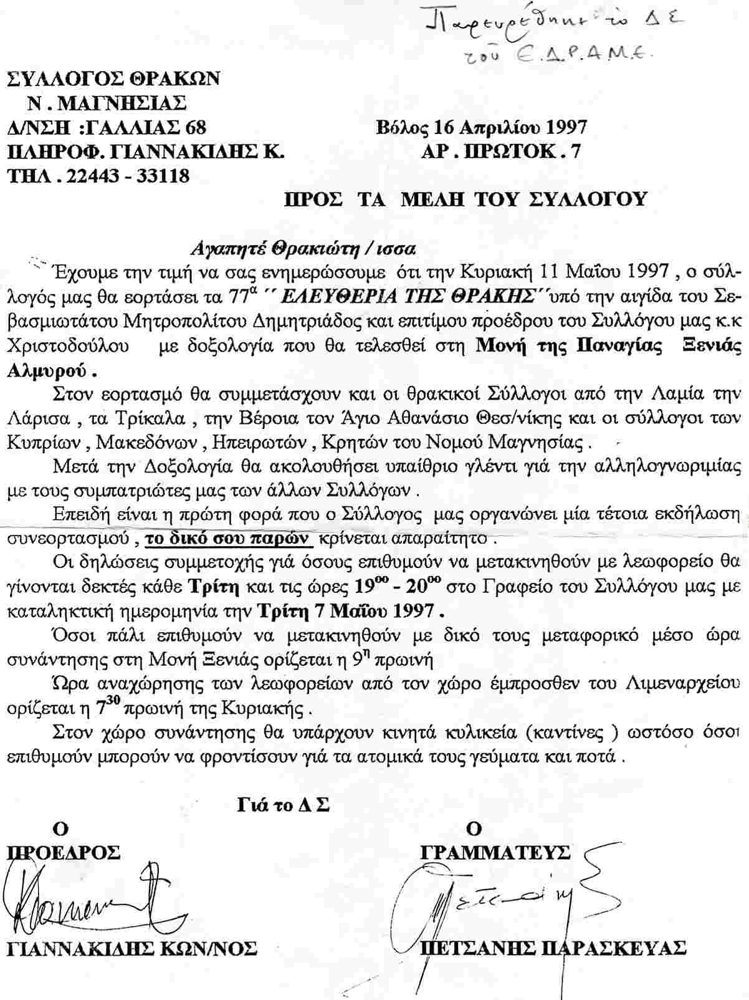 Παρευρέθηκε το Δ Σ
τοῦ Ε.Δ.Ρ.Α.Μ.Ε.
ΣΥΛΛΟΓΟΣ ΘΡΑΚΩΝ
Ν . ΜΑΓΝΗΣΙΑΣ
Δ/ΝΣΗ :ΓΑΛΛΙΑΣ 68
Βόλος 16 Απριλίου 1997
ΠΛΗΡΟΦ. ΓΙΑΝΝΑΚΙΔΗΣ Κ.
ΑΡ . ΠΡΩΤΟΚ . 7
ΤΗΛ . 22443 - 33118
ΠΡΟΣ ΤΑ ΜΕΛΗ ΤΟΥ ΣΥΛΛΟΓΟΥ
Αγαπητέ Θρακιώτη / ισσα
Έχουμε την τιμή να σας ενημερώσουμε ότι την Κυριακή 11 Μαΐου 1997 , ο σύλ-
λογός μας θα εορτάσει τα 77α ΄΄ ΕΛΕΥΘΕΡΙΑ ΤΗΣ ΘΡΑΚΗΣ΄΄υπό την αιγίδα του Σε-
βασμιωτάτου Μητροπολίτου Δημητριάδος και επιτίμου προέδρου του Συλλόγου μας κ.κ
Χριστοδούλου με δοξολογία που θα τελεσθεί στη Μονή της Παναγίας Ξενιάς
Αλμυρού .
Στον εορτασμό θα συμμετάσχουν και οι θρακικοί Σύλλογοι από την Λαμία την
Λάρισα , τα Τρίκαλα , την Βέροια τον Άγιο Αθανάσιο Θεσ/νίκης και οι σύλλογοι των
Κυπρίων , Μακεδόνων , Ηπειρωτών , Κρητών του Νομού Μαγνησίας .
Μετά την Δοξολογία θα ακολουθήσει υπαίθριο γλέντι γιά την αλληλογνωριμίας
με τους συμπατριώτες μας των άλλων Συλλόγων .
Επειδή είναι η πρώτη φορά που ο Σύλλογος μας οργανώνει μία τέτοια εκδήλωση
συνεορτασμού , το δικό σου παρών κρίνεται απαραίτητο .
Οι δηλώσεις συμμετοχής γιά όσους επιθυμούν να μετακινηθούν με λεωφορείο θα
γίνονται δεκτές κάθε Τρίτη και τις ώρες 19οο - 20οο στο Γραφείο του Συλλόγου μας με
καταληκτική ημερομηνία την Τρίτη 7 Μαΐου 1997 .
Όσοι πάλι επιθυμούν να μετακινηθούν με δικό τους μεταφορικό μέσο ώρα
συνάντησης στη Μονή Ξενιάς ορίζεται η 9η πρωινή
Ώρα αναχώρησης των λεωφορείων από τον χώρο έμπροσθεν του Λιμεναρχείου
ορίζεται η 730 πρωινή της Κυριακής .
Στον χώρο συνάντησης θα υπάρχουν κινητά κυλικεία (καντίνες ) ωστόσο όσοι
επιθυμούν μπορούν να φροντίσουν γιά τα ατομικά τους γεύματα και ποτά .
Γιά το Δ Σ
Ο Ο
ΠΡΟΕΔΡΟΣ ΓΡΑΜΜΑΤΕΥΣ
ΓΙΑΝΝΑΚΙΔΗΣ ΚΩΝ/ΝΟΣ ΠΕΤΣΑΝΗΣ ΠΑΡΑΣΚΕΥΑΣ